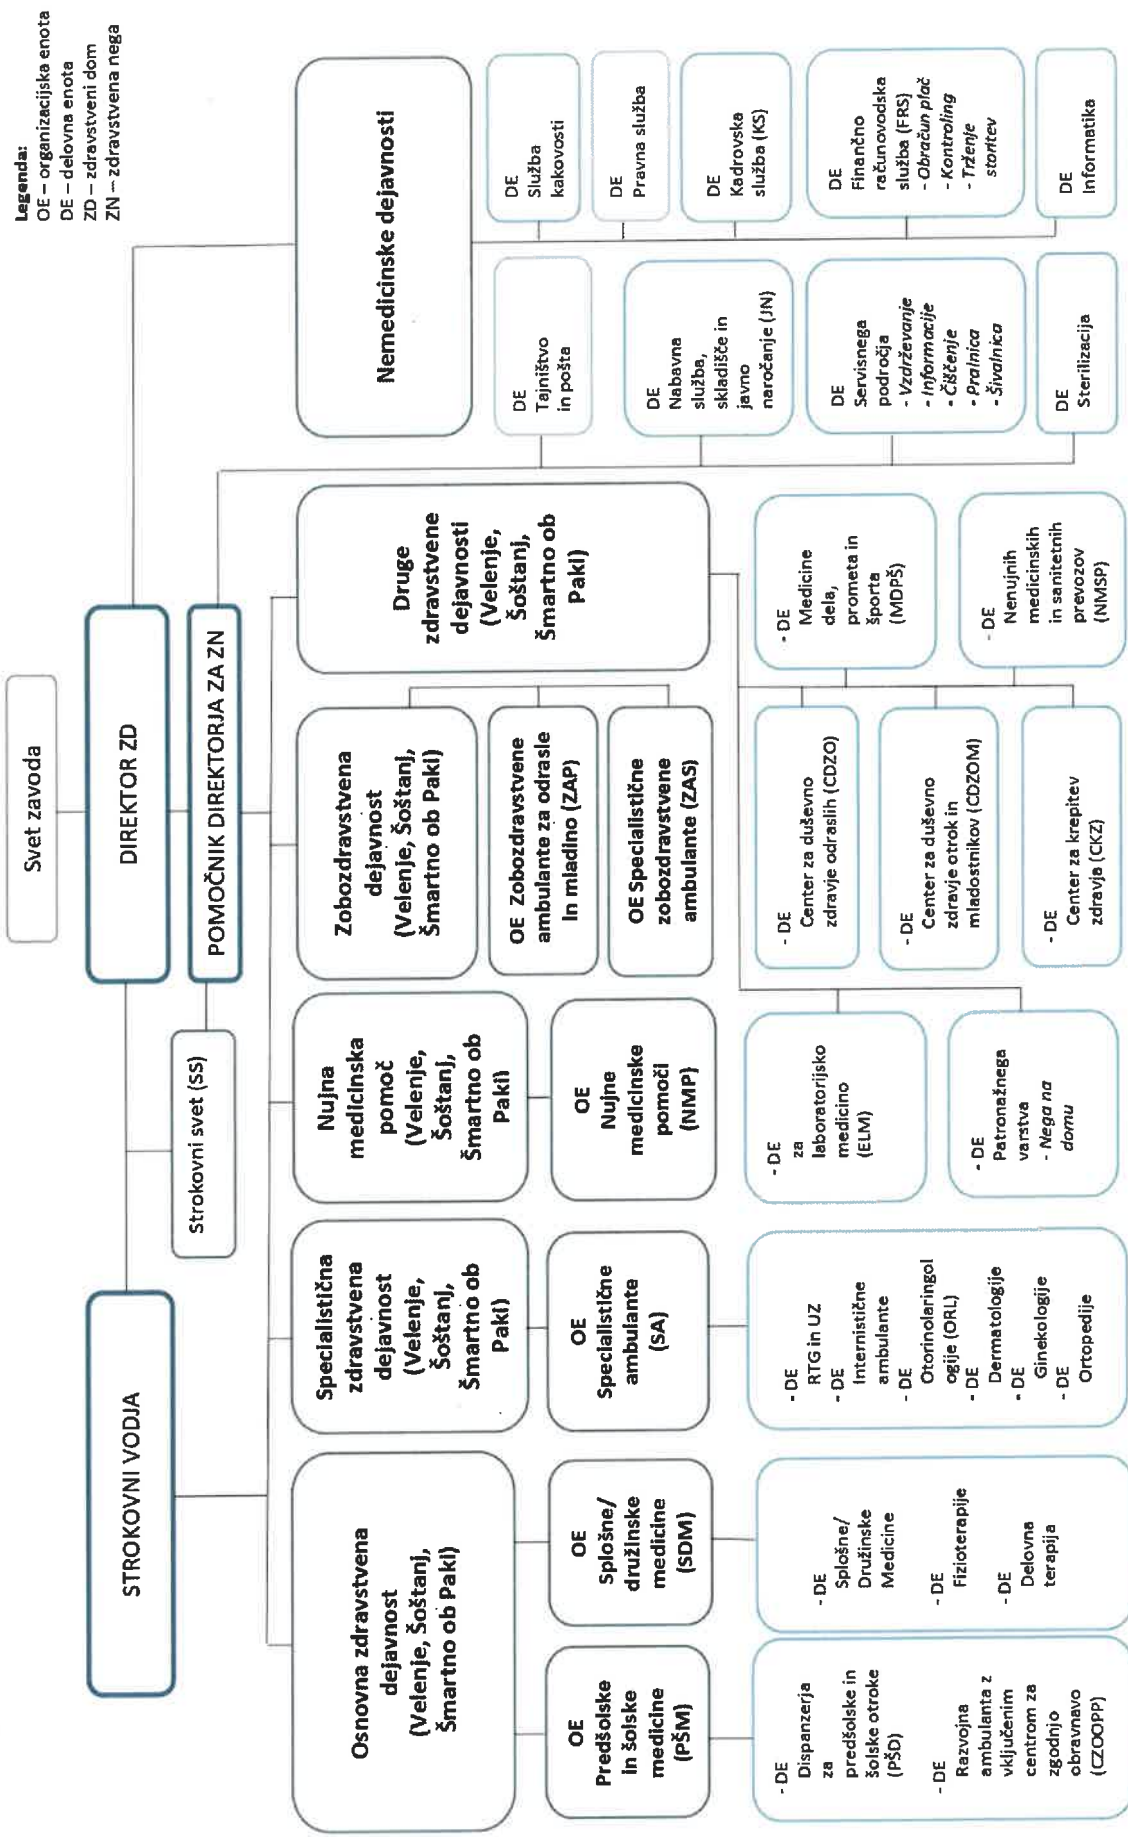 Legenda:
OE – organizacijska enota
DE – delovna enota
ZD – zdravstveni dom
ZN – zdravstvena nega
Svet zavoda
DIREKTOR ZD
STROKOVNI VODJA
POMOČNIK DIREKTORJA ZA ZN
Strokovni svet (SS)
Osnovna zdravstvena
dejavnost
(Velenje, Šoštanj,
Šmartno ob Paki)
Specialistična
zdravstvena
dejavnost
(Velenje,
Šoštanj,
Šmartno ob
Paki)
Nujna
medicinska
pomoč
(Velenje,
Šoštanj,
Šmartno ob
Paki)
Zobozdravstvena
dejavnost
(Velenje, Šoštanj,
Šmartno ob Paki)
Druge
zdravstvene
dejavnosti
(Velenje,
Šoštanj,
Šmartno ob
Paki)
Nemedicinske dejavnosti
OE
Predšolske
in šolske
medicine
(PŠM)
OE
Splošne/
družinske
medicine
(SDM)
OE
Specialistične
ambulante
(SA)
OE
Nujne
medicinske
pomoči
(NMP)
OE Zobozdravstvene
ambulante za odrasle
In mladino (ZAP)
OE Specialistične
zobozdravstvene
ambulante (ZAS)
- DE
Dispanzerja
za
predšolske in
šolske otroke
(PŠD)
- DE
Razvojna
ambulanta z
vključenim
centrom za
zgodnjo
obravnavo
(CZOOPP)
- DE
Splošne/
Družinske
Medicine
- DE
Fizioterapije
- DE
Delovna
terapija
- DE
RTG in UZ
- DE
Internistične
ambulante
- DE
Otorinolaringol
ogije (ORL)
- DE
Dermatologije
- DE
Ginekologije
- DE
Ortopedije
- DE
za
laboratorijsko
medicino
(ELM)
- DE
Patronažnega
varstva
- Nega na
domu
- DE
Center za duševno
zdravje odraslih (CDZO)
- DE
Center za duševno
zdravje otrok in
mladostnikov (CDZOM)
- DE
Center za krepitev
zdravja (CKZ)
- DE
Medicine
dela,
prometa in
športa
(MDPŠ)
- DE
Nenujnih
medicinskih
in sanitetnih
prevozov
(NMSP)
DE
Tajništvo
in pošta
DE
Nabavna
služba,
skladišče in
javno
naročanje (JN)
DE
Servisnega
področja
- Vzdrževanje
- Informacije
- Čiščenje
- Pralnica
- Šivalnica
DE
Sterilizacija
DE
Služba
kakovosti
DE
Pravna služba
DE
Kadrovska
služba (KS)
DE
Finančno
računovodska
služba (FRS)
- Obračun plač
- Kontroling
- Trženje
storitev
DE
Informatika